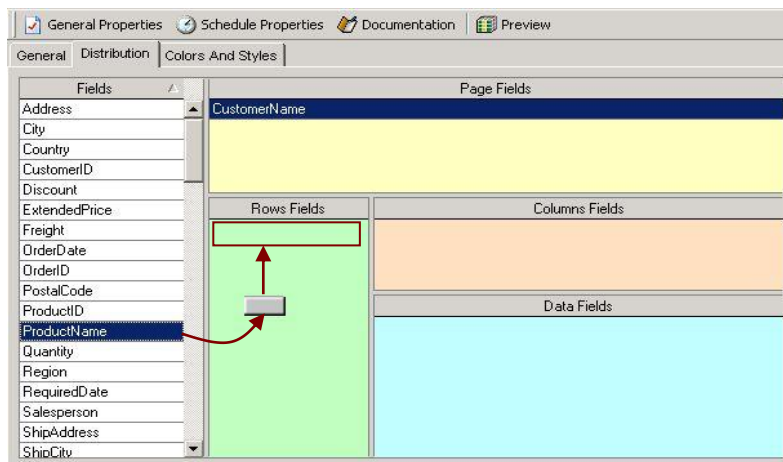 General Properties Schedule Properties Documentation Preview
General Distribution Colors And Styles
Fields
Address
City
Country
CustomerID
Discount
ExtendedPrice
Freight
OrderDate
OrderID
PostalCode
ProductID
ProductName
Quantity
Region
RequiredDate
Salesperson
ShipAddress
ShipCity
Page Fields
CustomerName
Rows Fields
Columns Fields
Data Fields